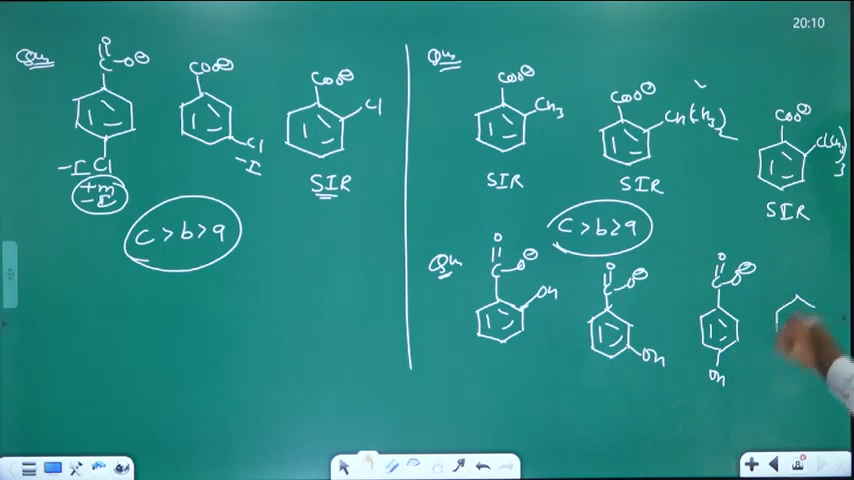 20:10
Qus
O
||
C-O⊖
Cl
-I
+m
-I
COO⊖
Cl
-I
COO⊖
Cl
SIR
C > b > a
Qus
COO⊖
CH3
SIR
COO⊖
CH(CH3)2
SIR
COO⊖
C(CH3)3
SIR
C > b > a
Qus
O
||
C-O⊖
OH
O
||
C-O⊖
OH
O
||
C-O⊖
OH